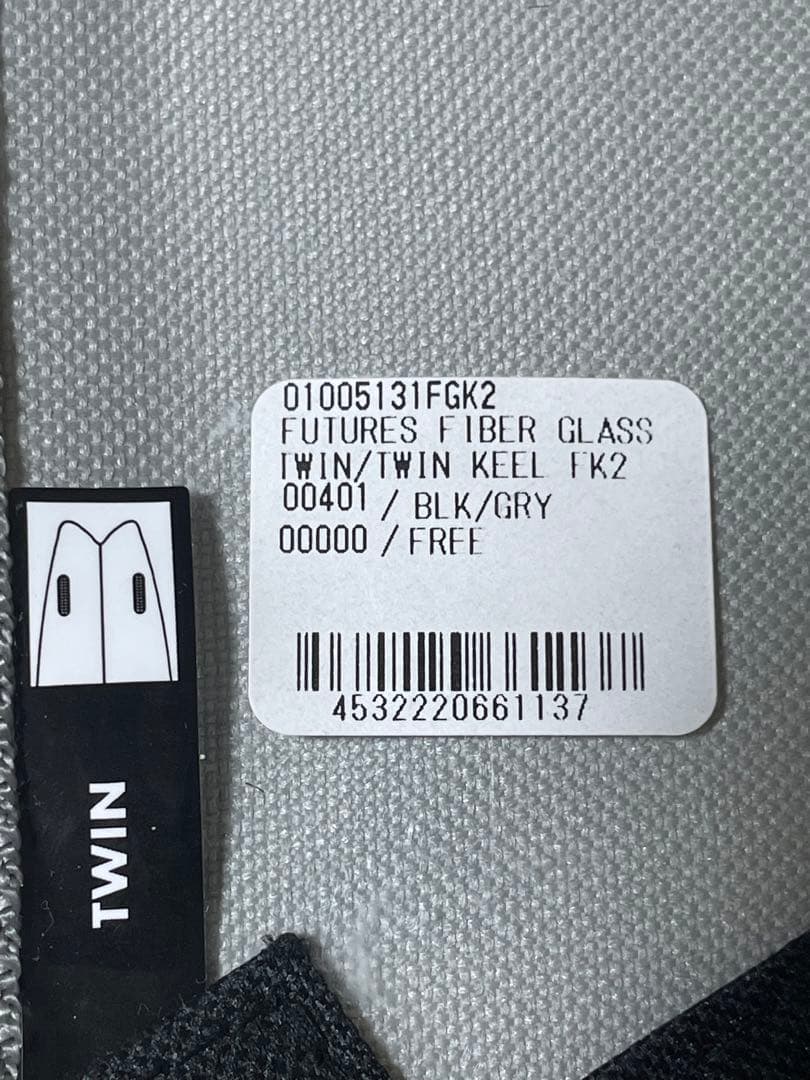 01005131FGK2
FUTURES FIBER GLASS
TWIN/TWIN KEEL FK2
00401 / BLK/GRY
00000 / FREE
4532220661137
TWIN